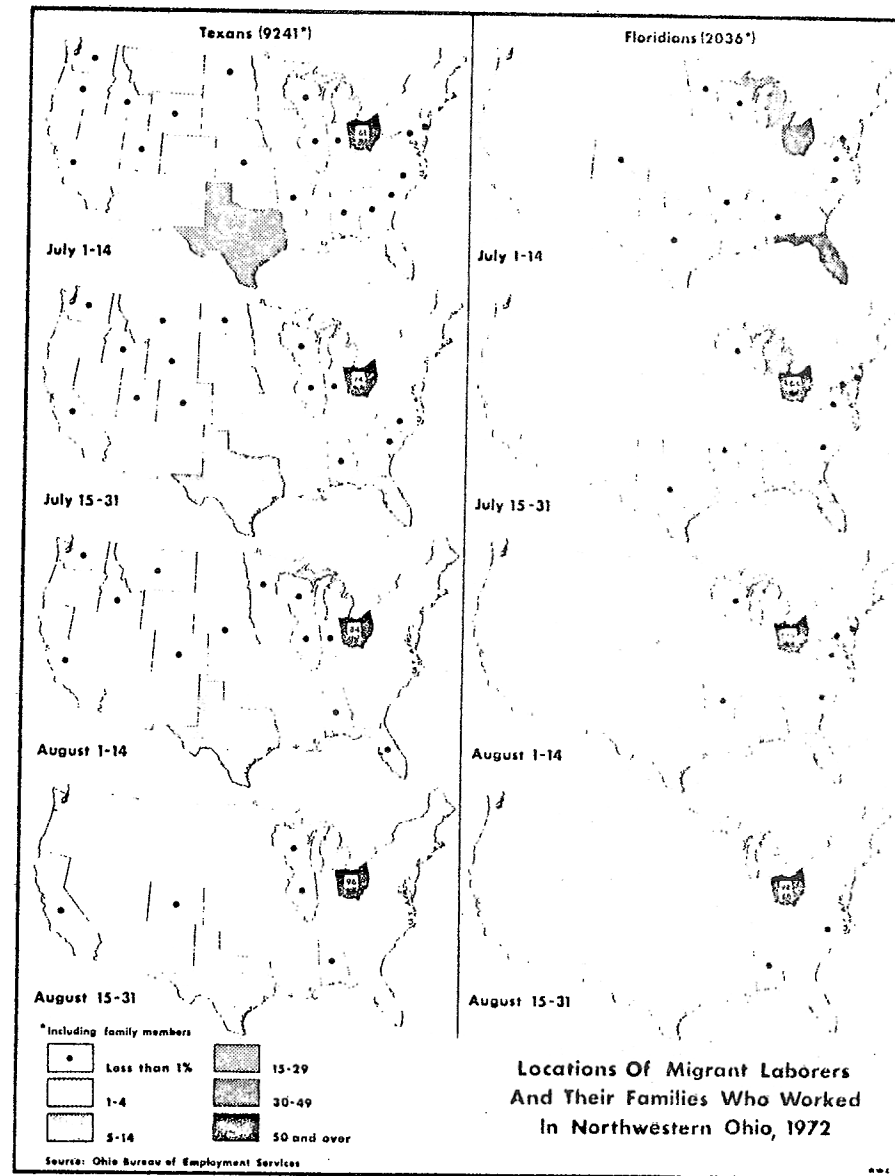 Texans (9241*)
Floridians (2036*)
July 1-14
July 1-14
July 15-31
July 15-31
August 1-14
August 1-14
August 15-31
August 15-31
*Including family members
Less than 1%
1-4
5-14
15-29
30-49
50 and over
Source: Ohio Bureau of Employment Services
Locations Of Migrant Laborers
And Their Families Who Worked
In Northwestern Ohio, 1972